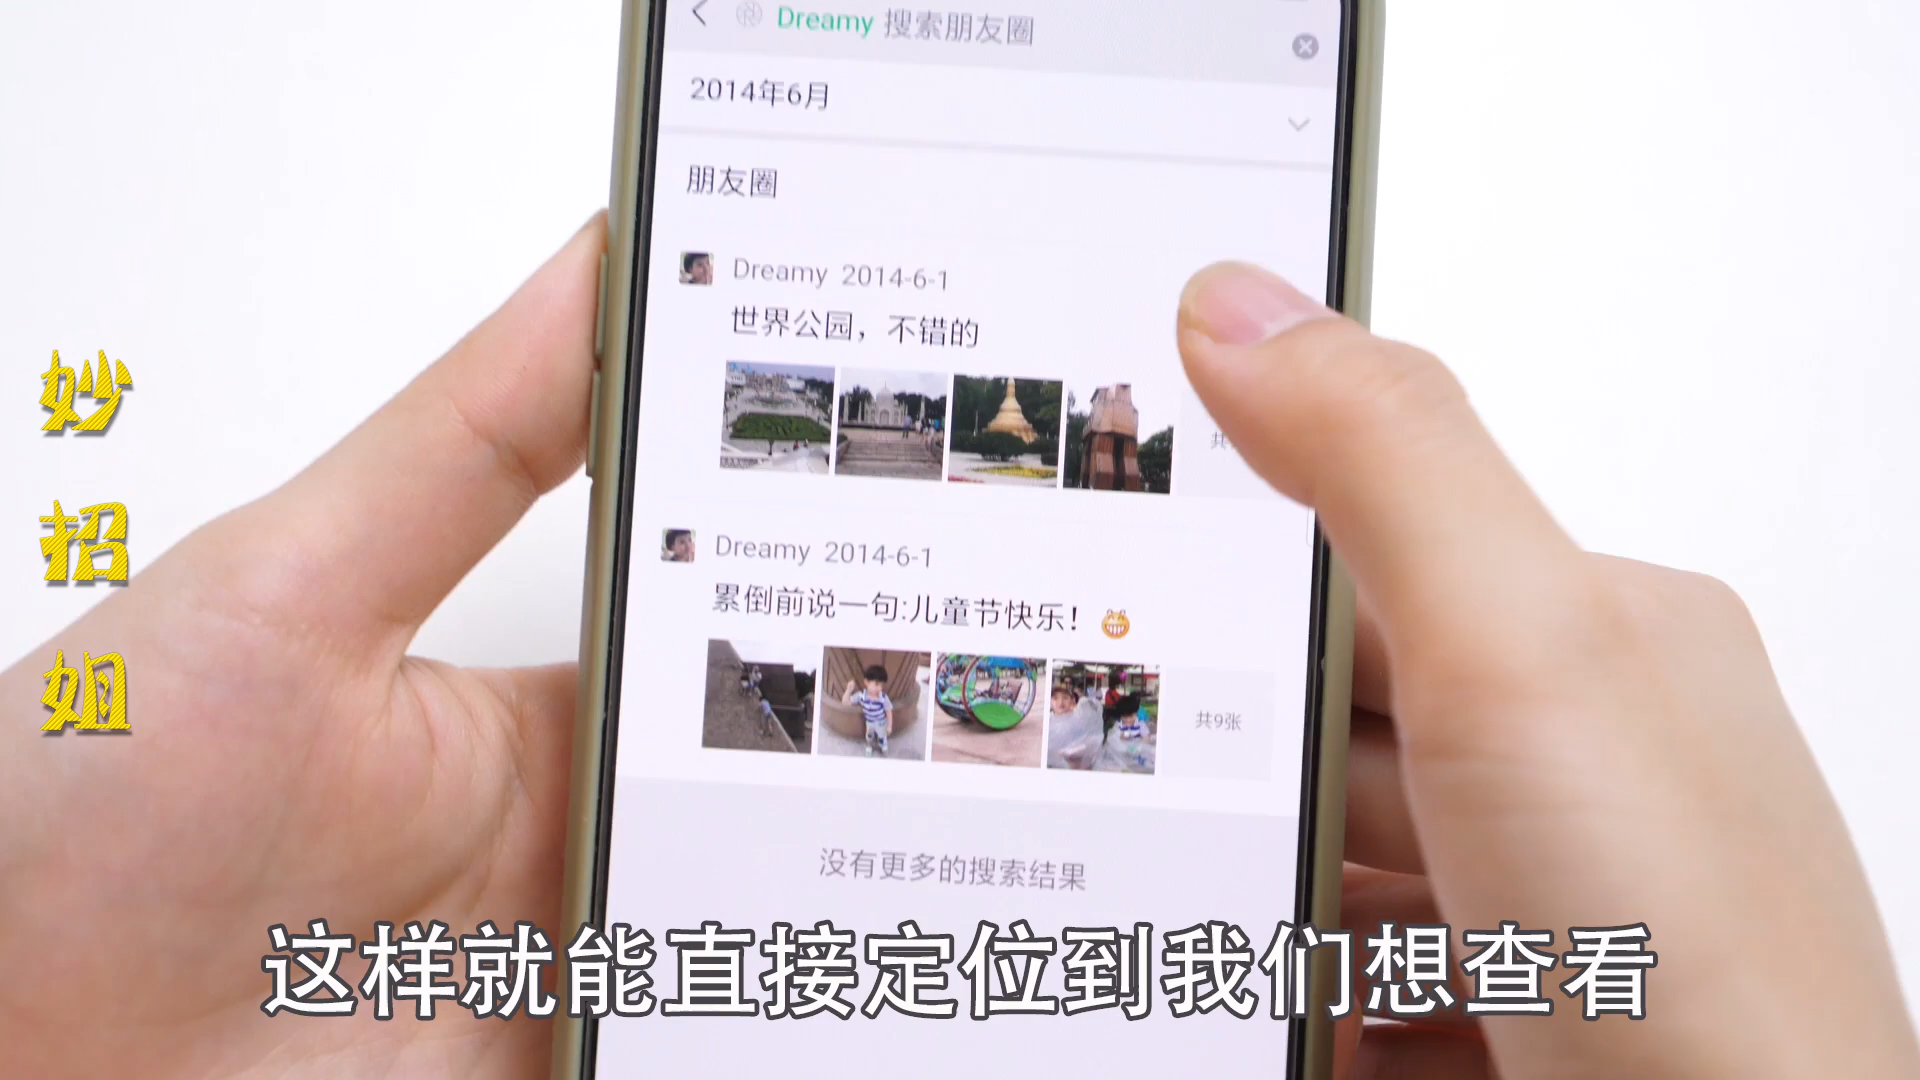 Dreamy 搜索朋友圈
2014年6月
朋友圈
Dreamy 2014-6-1
世界公园，不错的
共
Dreamy 2014-6-1
累倒前说一句:儿童节快乐！
共9张
没有更多的搜索结果
妙招姐
这样就能直接定位到我们想查看